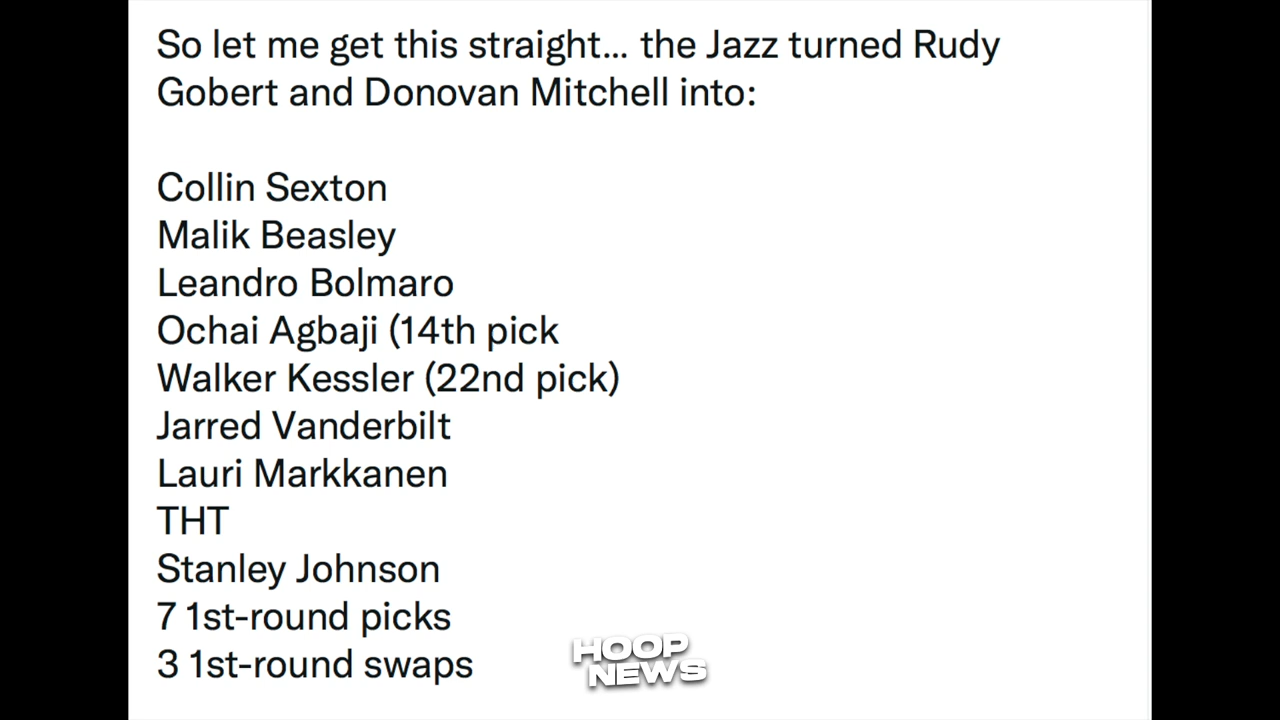 So let me get this straight... the Jazz turned Rudy
Gobert and Donovan Mitchell into:
Collin Sexton
Malik Beasley
Leandro Bolmaro
Ochai Agbaji (14th pick
Walker Kessler (22nd pick)
Jarred Vanderbilt
Lauri Markkanen
THT
Stanley Johnson
7 1st-round picks
3 1st-round swaps
HOOP
NEWS